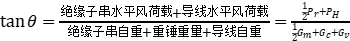 tanθ = (绝缘子串水平风荷载+导线水平风荷载)/(绝缘子串自重+重锤重量+导线自重) = (½P_r+P_H)/(½G_m+G_c+G_v)